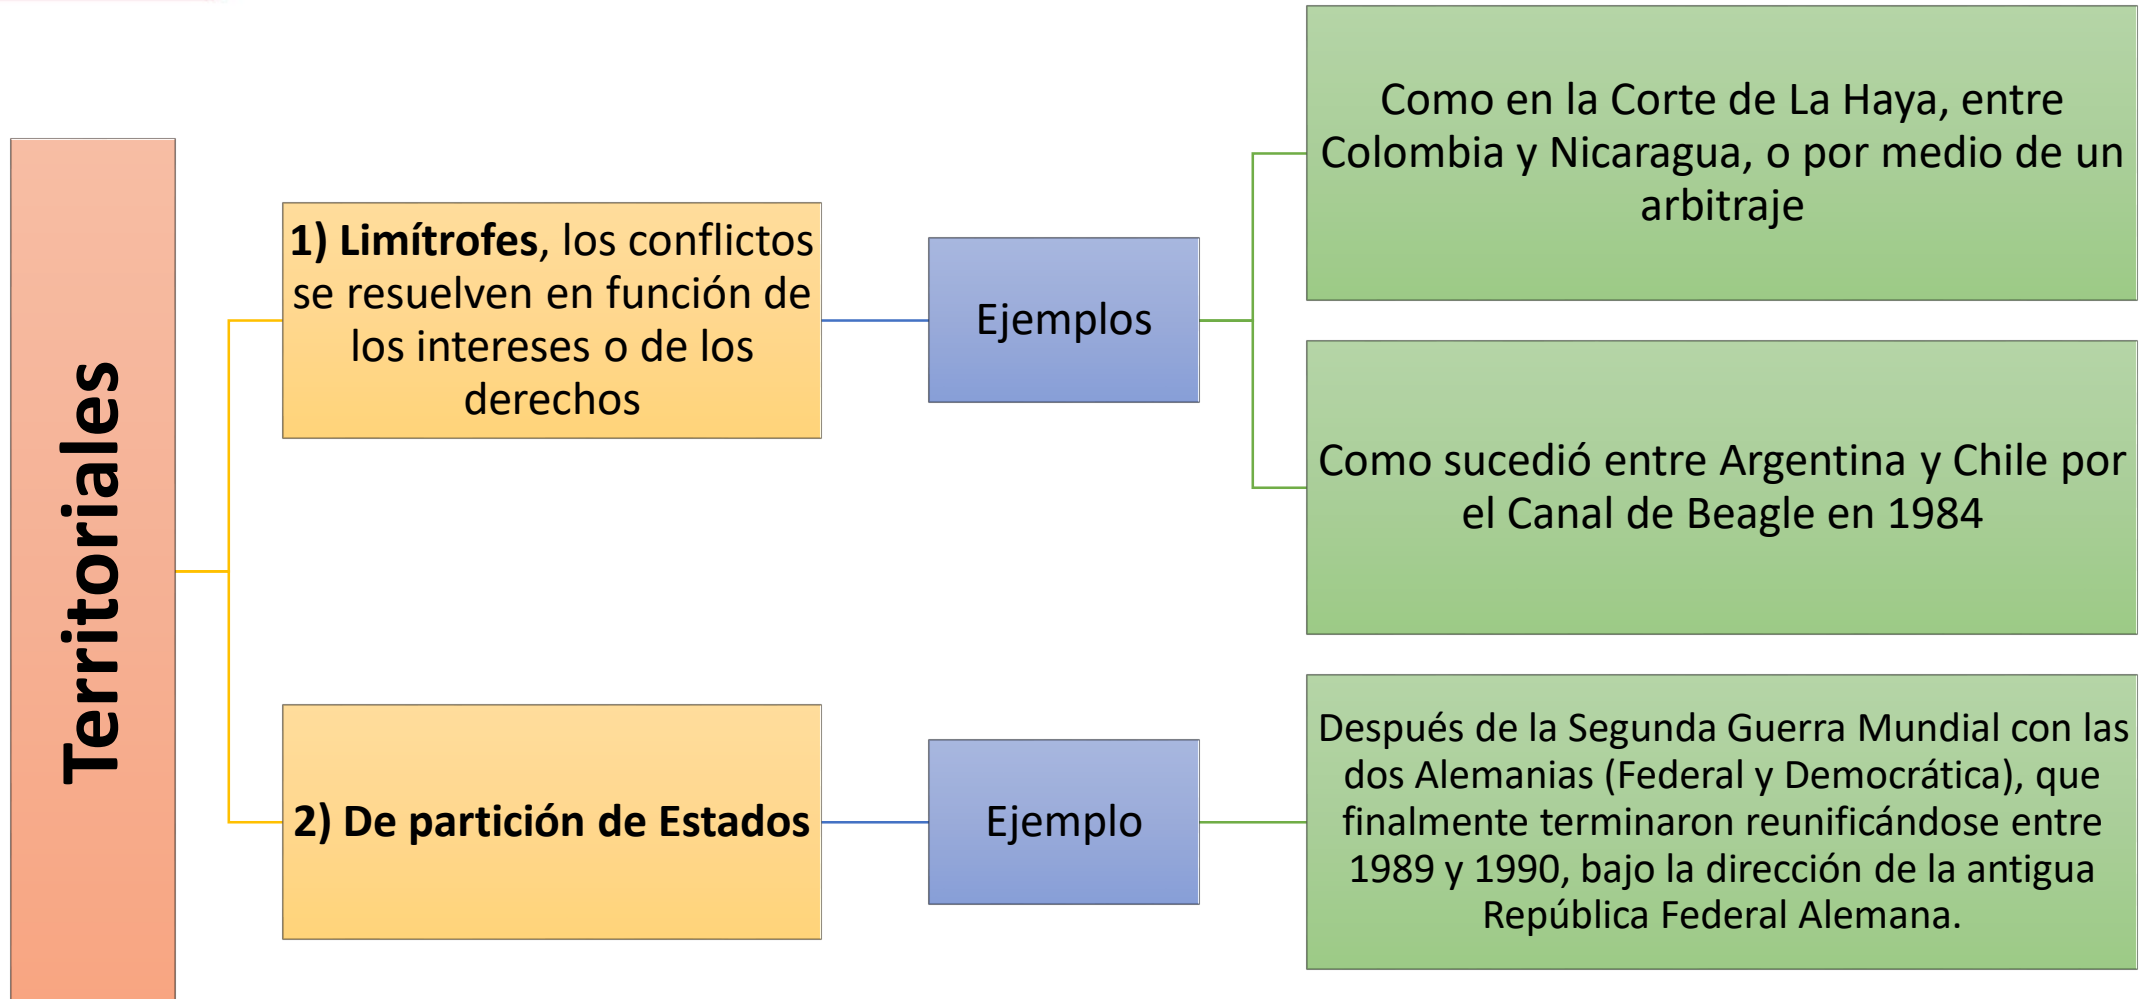 Territoriales
1) Limítrofes, los conflictos
se resuelven en función de
los intereses o de los
derechos
Ejemplos
Como en la Corte de La Haya, entre
Colombia y Nicaragua, o por medio de un
arbitraje
Como sucedió entre Argentina y Chile por
el Canal de Beagle en 1984
2) De partición de Estados
Ejemplo
Después de la Segunda Guerra Mundial con las
dos Alemanias (Federal y Democrática), que
finalmente terminaron reunificándose entre
1989 y 1990, bajo la dirección de la antigua
República Federal Alemana.